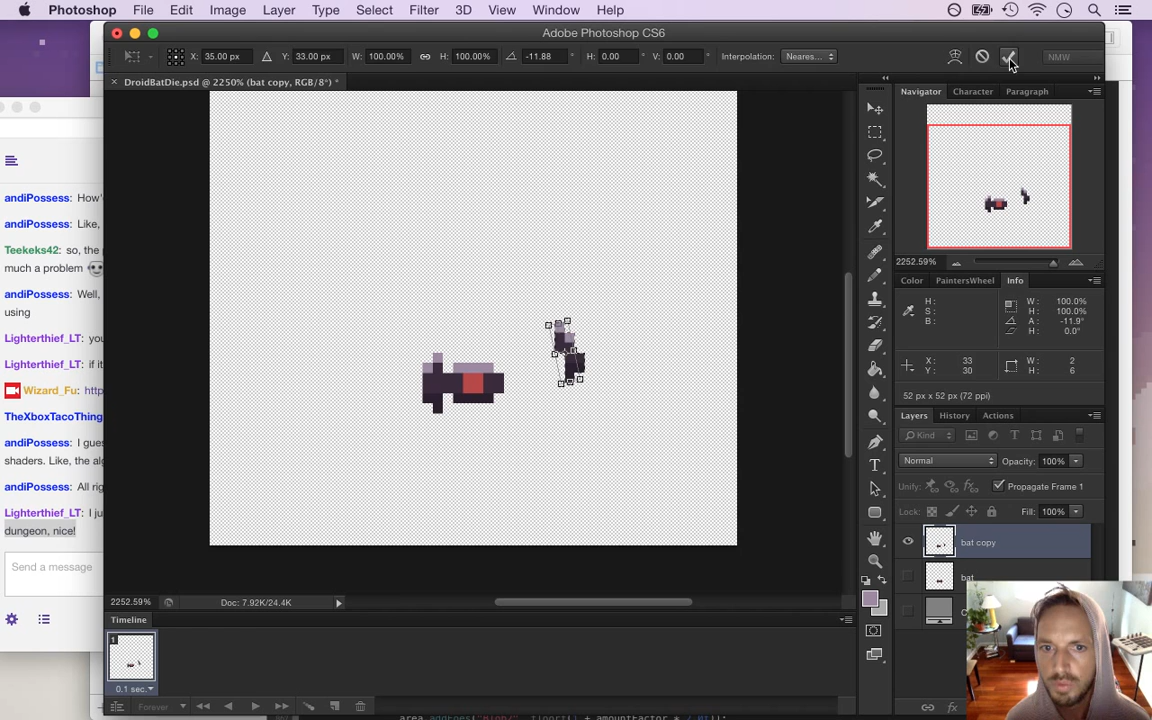 Photoshop File Edit Image Layer Type Select Filter 3D View Window Help
Adobe Photoshop CS6
X: 35.00 px Y: 33.00 px W: 100.00% H: 100.00% -11.88 ° H: 0.00 ° V: 0.00 ° Interpolation: Neares... NMW
DroidBatDie.psd @ 2250% (bat copy, RGB/8*) *
Navigator Character Paragraph
2252.59%
Color PaintersWheel Info
H: W: 100.0%
S: H: 100.0%
B: A: -11.9°
H: 0.0°
X: 33 W: 2
Y: 30 H: 6
52 px x 52 px (72 ppi)
Layers History Actions
Kind
Normal Opacity: 100%
Unify: Propagate Frame 1
Lock: Fill: 100%
bat copy
bat
C
fx
andiPossess: How'
andiPossess: Like,
Teekeks42: so, the
much a problem
andiPossess: Well,
using
Lighterthief_LT: you
Lighterthief_LT: if it
Wizard_Fu: http
TheXboxTacoThing
andiPossess: I gues
shaders. Like, the alg
andiPossess: All rig
Lighterthief_LT: I ju
dungeon, nice!
Send a message
2252.59% Doc: 7.92K/24.4K
Timeline
1
0.1 sec.
Forever